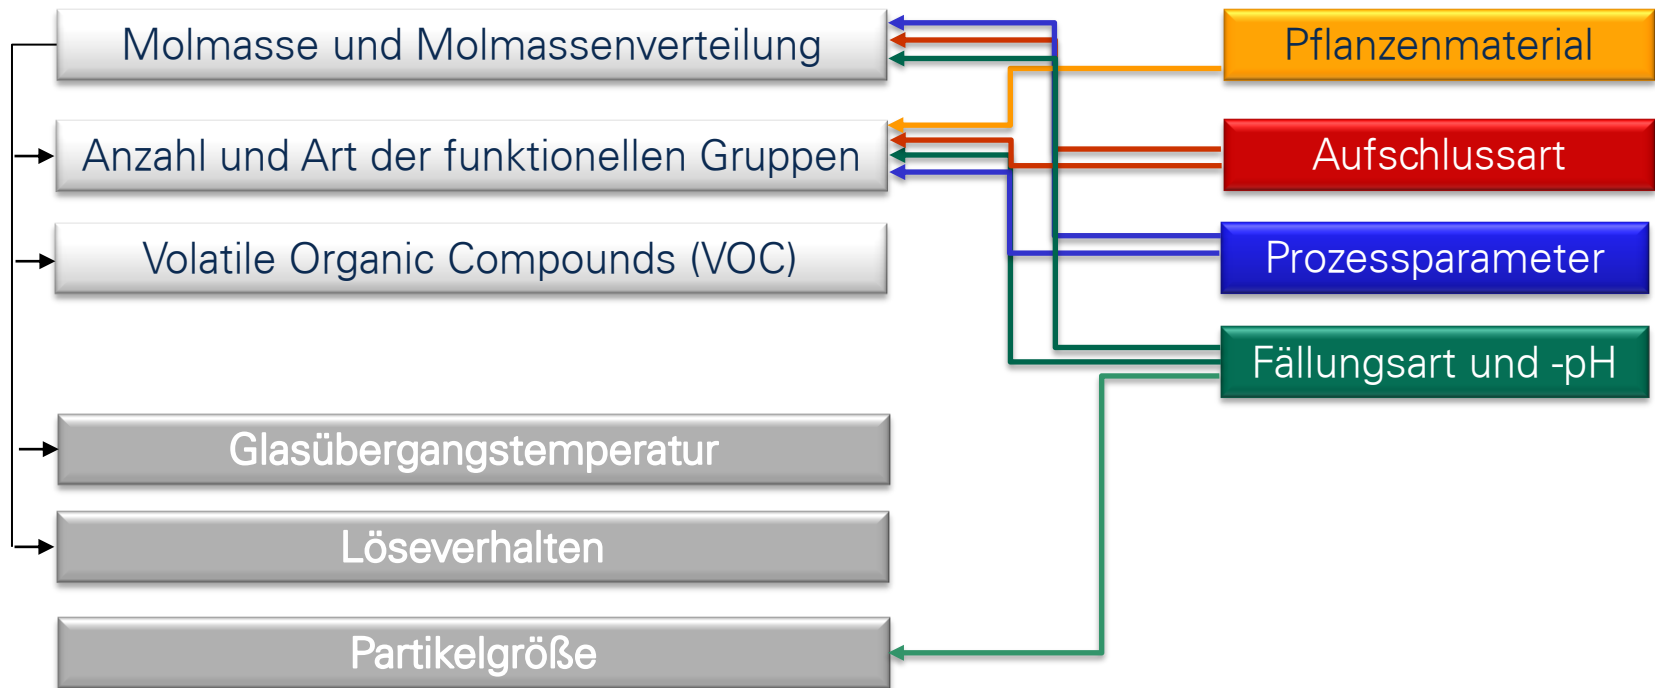 Molmasse und Molmassenverteilung
Pflanzenmaterial
Anzahl und Art der funktionellen Gruppen
Aufschlussart
Volatile Organic Compounds (VOC)
Prozessparameter
Fällungsart und -pH
Glasübergangstemperatur
Löseverhalten
Partikelgröße